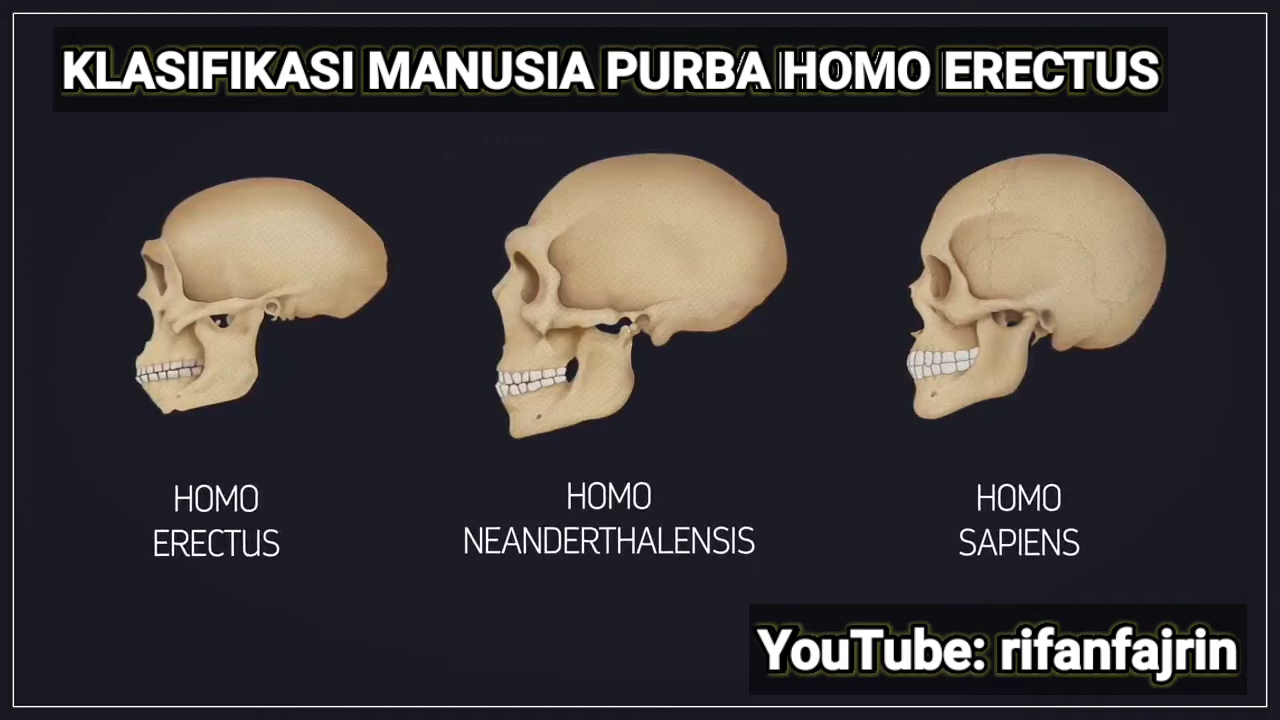 KLASIFIKASI MANUSIA PURBA HOMO ERECTUS
HOMO
ERECTUS
HOMO
NEANDERTHALENSIS
HOMO
SAPIENS
YouTube: rifanfajrin